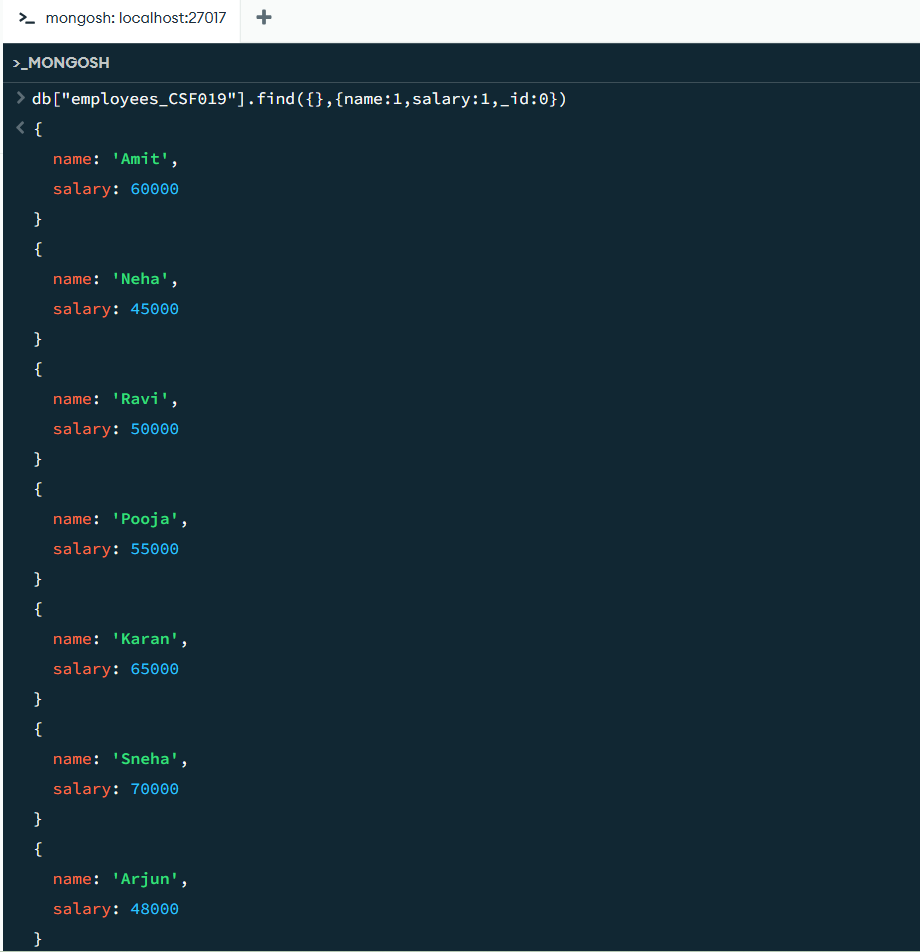 >_ mongosh: localhost:27017 +
>_MONGOSH
> db["employees_CSF019"].find({},{name:1,salary:1,_id:0})
< {
name: 'Amit',
salary: 60000
}
{
name: 'Neha',
salary: 45000
}
{
name: 'Ravi',
salary: 50000
}
{
name: 'Pooja',
salary: 55000
}
{
name: 'Karan',
salary: 65000
}
{
name: 'Sneha',
salary: 70000
}
{
name: 'Arjun',
salary: 48000
}